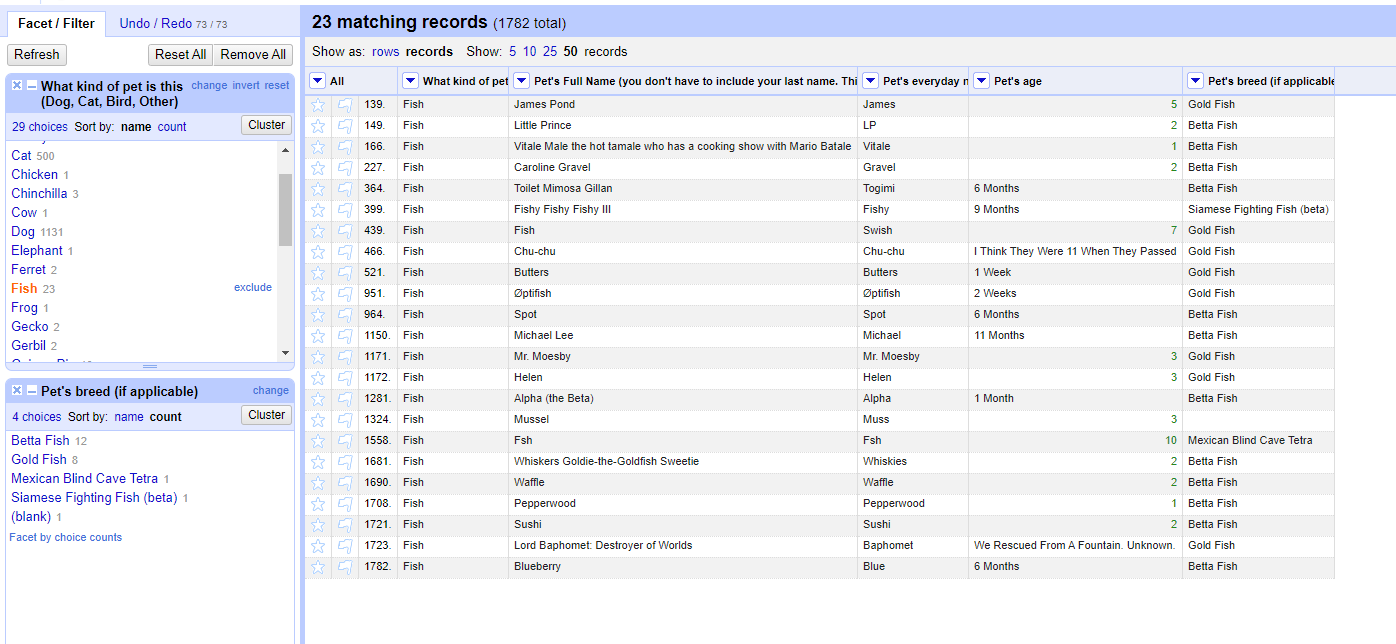 Facet / Filter Undo / Redo 73 / 73
Refresh Reset All Remove All
What kind of pet is this (Dog, Cat, Bird, Other) change invert reset
29 choices Sort by: name count Cluster
Cat 500
Chicken 1
Chinchilla 3
Cow 1
Dog 1131
Elephant 1
Ferret 2
Fish 23 exclude
Frog 1
Gecko 2
Gerbil 2
Pet's breed (if applicable) change
4 choices Sort by: name count Cluster
Betta Fish 12
Gold Fish 8
Mexican Blind Cave Tetra 1
Siamese Fighting Fish (beta) 1
(blank) 1
Facet by choice counts
23 matching records (1782 total)
Show as: rows records Show: 5 10 25 50 records
All What kind of pet Pet's Full Name (you don't have to include your last name. Thi Pet's everyday n Pet's age Pet's breed (if applicable
139. Fish James Pond James 5 Gold Fish
149. Fish Little Prince LP 2 Betta Fish
166. Fish Vitale Male the hot tamale who has a cooking show with Mario Batale Vitale 1 Betta Fish
227. Fish Caroline Gravel Gravel 2 Betta Fish
364. Fish Toilet Mimosa Gillan Togimi 6 Months Betta Fish
399. Fish Fishy Fishy Fishy III Fishy 9 Months Siamese Fighting Fish (beta)
439. Fish Fish Swish 7 Gold Fish
466. Fish Chu-chu Chu-chu I Think They Were 11 When They Passed Gold Fish
521. Fish Butters Butters 1 Week Gold Fish
951. Fish Øptifish Øptifish 2 Weeks Gold Fish
964. Fish Spot Spot 6 Months Betta Fish
1150. Fish Michael Lee Michael 11 Months Betta Fish
1171. Fish Mr. Moesby Mr. Moesby 3 Gold Fish
1172. Fish Helen Helen 3 Gold Fish
1281. Fish Alpha (the Beta) Alpha 1 Month Betta Fish
1324. Fish Mussel Muss 3
1558. Fish Fsh Fsh 10 Mexican Blind Cave Tetra
1681. Fish Whiskers Goldie-the-Goldfish Sweetie Whiskies 2 Betta Fish
1690. Fish Waffle Waffle 2 Betta Fish
1708. Fish Pepperwood Pepperwood 1 Betta Fish
1721. Fish Sushi Sushi 2 Betta Fish
1723. Fish Lord Baphomet: Destroyer of Worlds Baphomet We Rescued From A Fountain. Unknown. Gold Fish
1782. Fish Blueberry Blue 6 Months Betta Fish